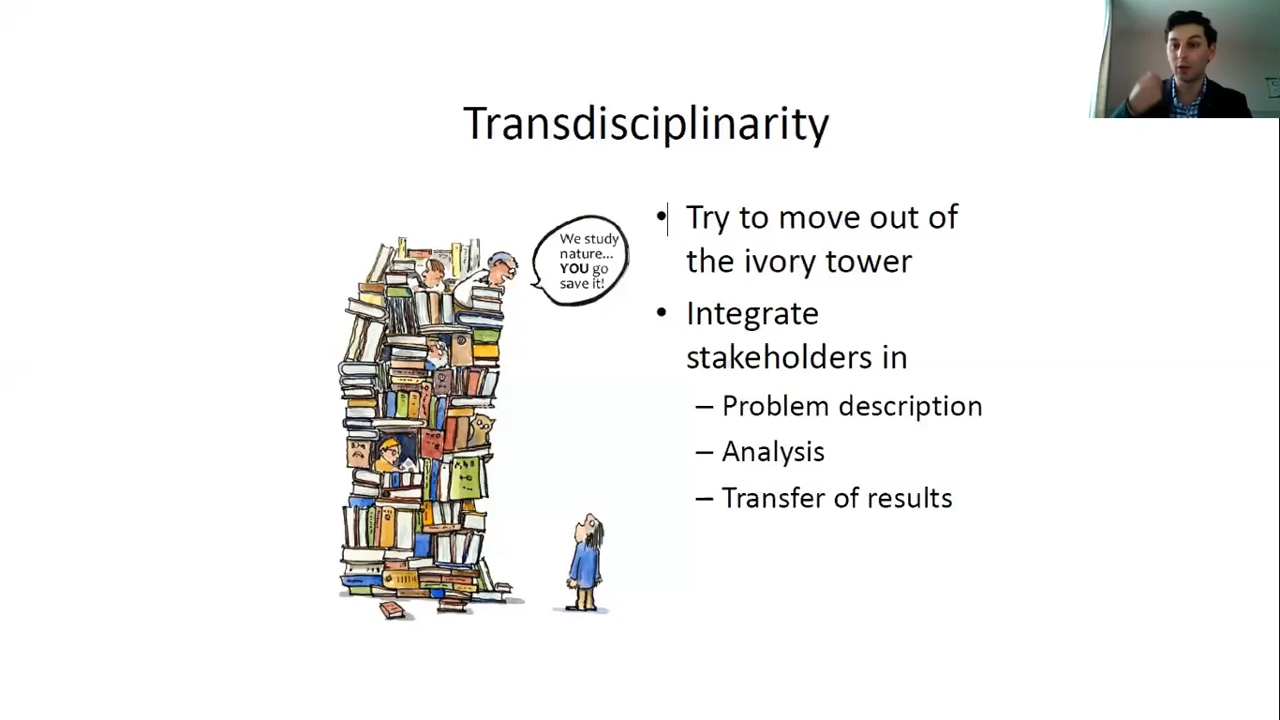 Transdisciplinarity
We study
nature...
YOU go
save it!
• Try to move out of
the ivory tower
• Integrate
stakeholders in
– Problem description
– Analysis
– Transfer of results